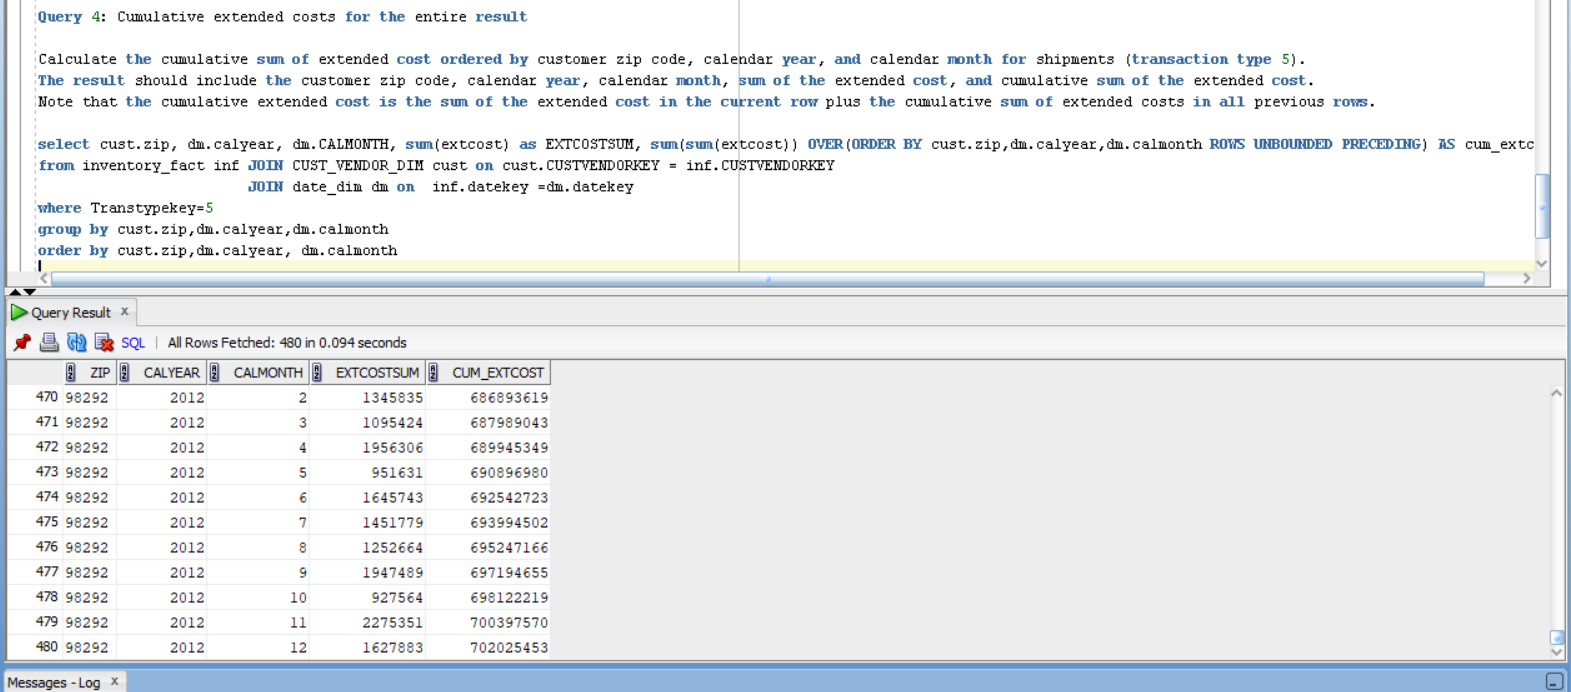 Query 4: Cumulative extended costs for the entire result
Calculate the cumulative sum of extended cost ordered by customer zip code, calendar year, and calendar month for shipments (transaction type 5).
The result should include the customer zip code, calendar year, calendar month, sum of the extended cost, and cumulative sum of the extended cost.
Note that the cumulative extended cost is the sum of the extended cost in the current row plus the cumulative sum of extended costs in all previous rows.
select cust.zip, dm.calyear, dm.CALMONTH, sum(extcost) as EXTCOSTSUM, sum(sum(extcost)) OVER(ORDER BY cust.zip,dm.calyear,dm.calmonth ROWS UNBOUNDED PRECEDING) AS cum_extc
from inventory_fact inf JOIN CUST_VENDOR_DIM cust on cust.CUSTVENDORKEY = inf.CUSTVENDORKEY
JOIN date_dim dm on inf.datekey =dm.datekey
where Transtypekey=5
group by cust.zip,dm.calyear,dm.calmonth
order by cust.zip,dm.calyear, dm.calmonth
Query Result x
SQL | All Rows Fetched: 480 in 0.094 seconds
ZIP CALYEAR CALMONTH EXTCOSTSUM CUM_EXTCOST
470 98292 2012 2 1345835 686893619
471 98292 2012 3 1095424 687989043
472 98292 2012 4 1956306 689945349
473 98292 2012 5 951631 690896980
474 98292 2012 6 1645743 692542723
475 98292 2012 7 1451779 693994502
476 98292 2012 8 1252664 695247166
477 98292 2012 9 1947489 697194655
478 98292 2012 10 927564 698122219
479 98292 2012 11 2275351 700397570
480 98292 2012 12 1627883 702025453
Messages - Log x